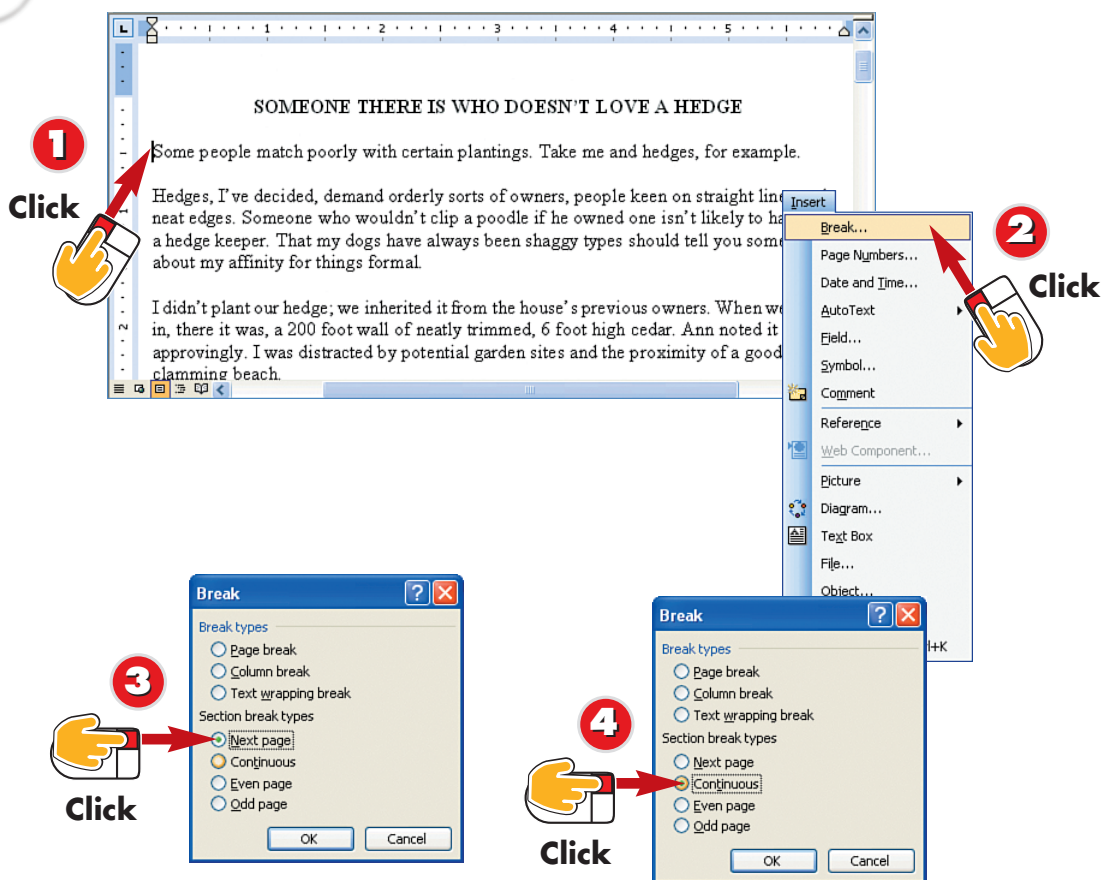 L 1 2 3 4 5
SOMEONE THERE IS WHO DOESN'T LOVE A HEDGE
1
Click
Some people match poorly with certain plantings. Take me and hedges, for example.
Hedges, I've decided, demand orderly sorts of owners, people keen on straight line
neat edges. Someone who wouldn't clip a poodle if he owned one isn't likely to ha
a hedge keeper. That my dogs have always been shaggy types should tell you some
about my affinity for things formal.
I didn't plant our hedge; we inherited it from the house's previous owners. When we
in, there it was, a 200 foot wall of neatly trimmed, 6 foot high cedar. Ann noted it
approvingly. I was distracted by potential garden sites and the proximity of a good
clamming beach.
1
2
Insert
Break...
Page Numbers...
Date and Time...
AutoText
Field...
Symbol...
Comment
Reference
Web Component...
Picture
Diagram...
Text Box
File...
Object...
l+K
2
Click
Break
Break types
Page break
Column break
Text wrapping break
Section break types
Next page
Continuous
Even page
Odd page
OK Cancel
3
Click
Break
Break types
Page break
Column break
Text wrapping break
Section break types
Next page
Continuous
Even page
Odd page
OK Cancel
4
Click